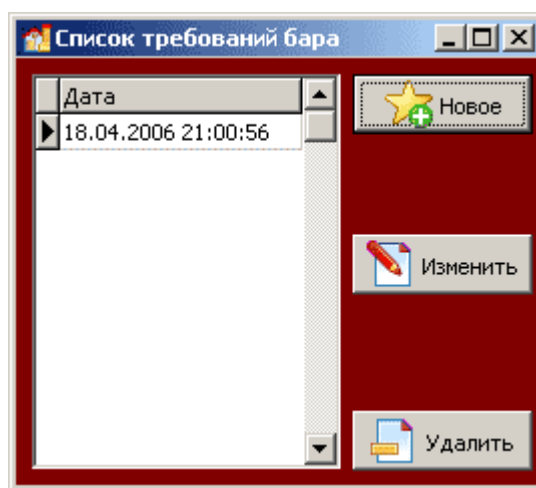 Список требований бара
Дата
18.04.2006 21:00:56
Новое
Изменить
Удалить